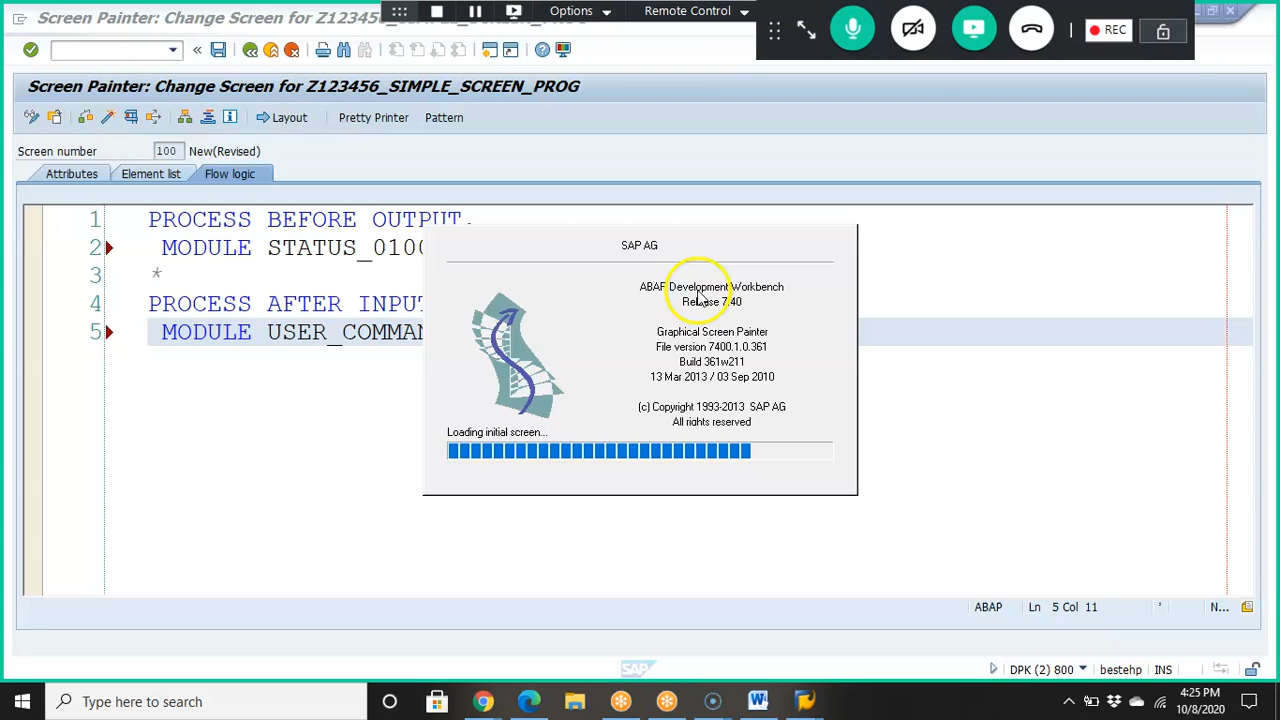 Screen Painter: Change Screen for Z123456_SIMPLE_SCREEN_PROG
Options
Remote Control
REC
Screen Painter: Change Screen for Z123456_SIMPLE_SCREEN_PROG
Layout
Pretty Printer
Pattern
Screen number
100
New(Revised)
Attributes
Element list
Flow logic
1 PROCESS BEFORE OUTPUT.
2 MODULE STATUS_0100
3 *
4 PROCESS AFTER INPUT
5 MODULE USER_COMMAN
SAP AG
ABAP Development Workbench
Release 7.40
Graphical Screen Painter
File version 7400.1.0.361
Build 361w211
13 Mar 2013 / 03 Sep 2010
(c) Copyright 1993-2013 SAP AG
All rights reserved
Loading initial screen...
ABAP
Ln 5 Col 11
N...
SAP
DPK (2) 800
bestehp
INS
Type here to search
4:25 PM
10/8/2020